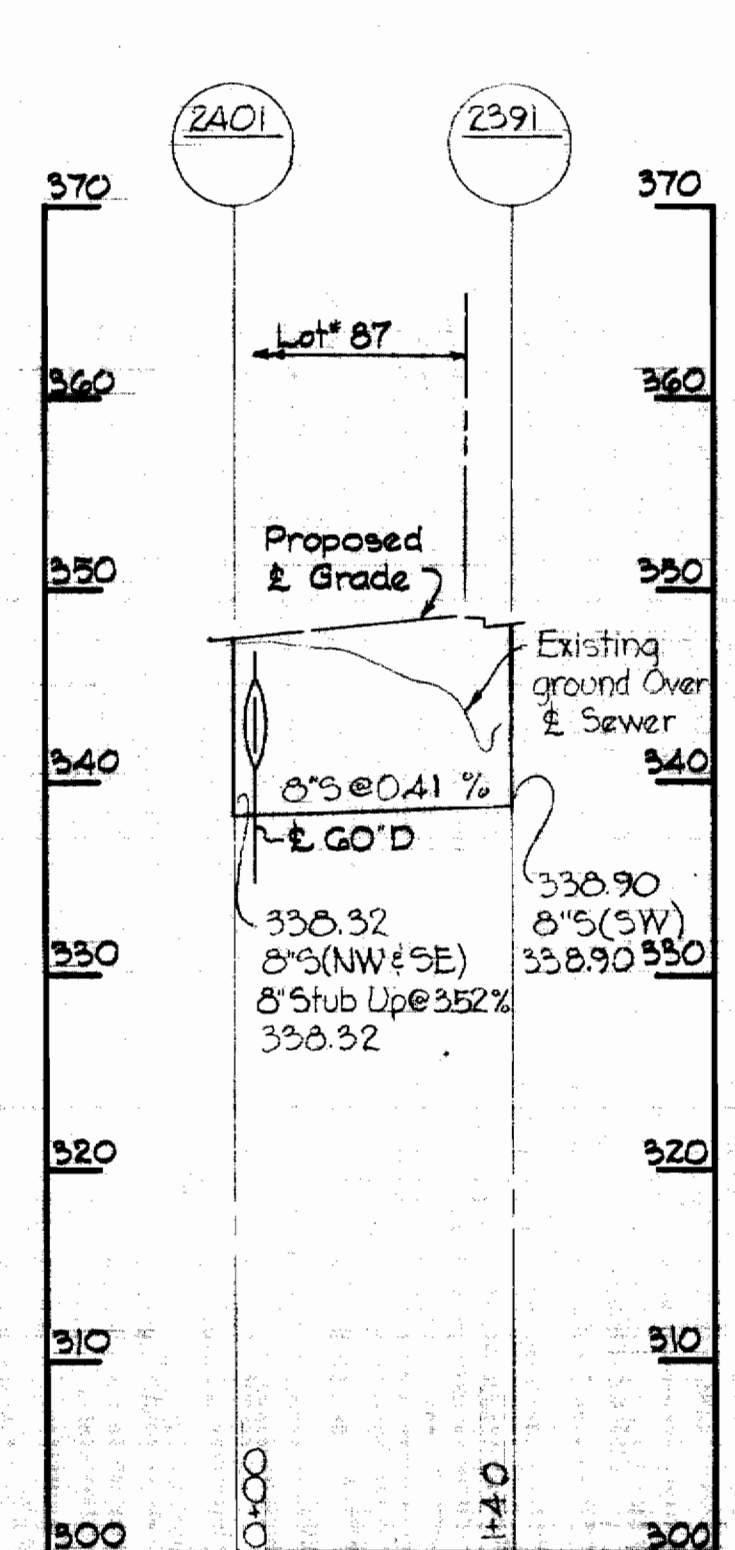 2401
2391
370
370
Lot# 87
360
360
Proposed
℄ Grade
350
350
Existing
ground Over
℄ Sewer
340
340
8"S@0.41 %
℄ 60"D
338.32
8"S(NW & SE)
8"Stub Up@3.52%
338.32
338.90
8"S(SW)
338.90
330
330
320
320
310
310
0+00
1+40
300
300